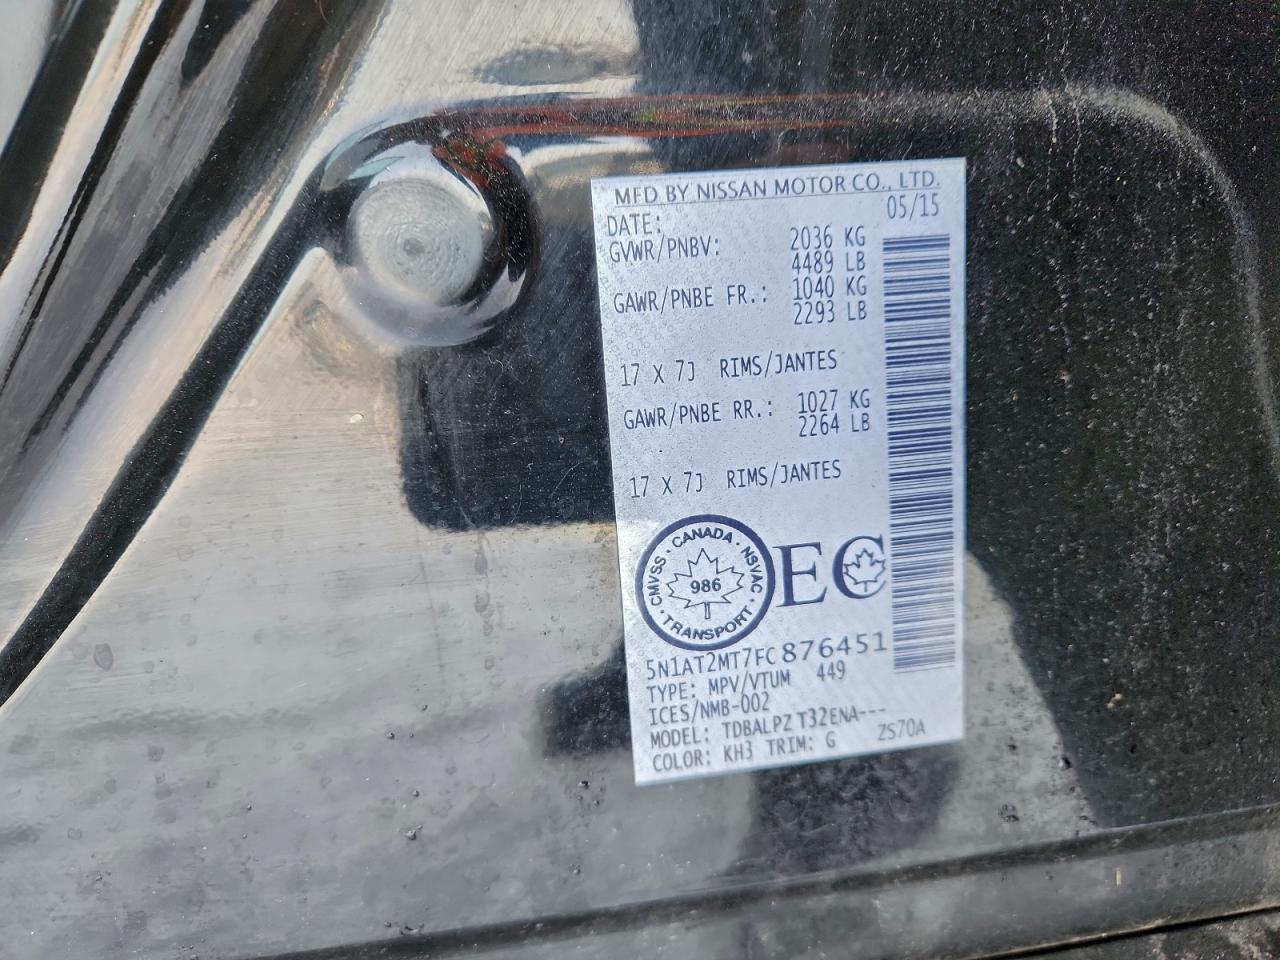 MFD BY NISSAN MOTOR CO., LTD.
DATE: 05/15
GVWR/PNBV: 2036 KG
4489 LB
GAWR/PNBE FR.: 1040 KG
2293 LB
17 X 7J RIMS/JANTES
GAWR/PNBE RR.: 1027 KG
2264 LB
17 X 7J RIMS/JANTES
CANADA · NSVAC · TRANSPORT · CMVSS ·
986
EC
5N1AT2MT7FC876451
TYPE: MPV/VTUM 449
ICES/NMB-002
MODEL: TDBALPZ T32ENA---
COLOR: KH3 TRIM: G ZS70A